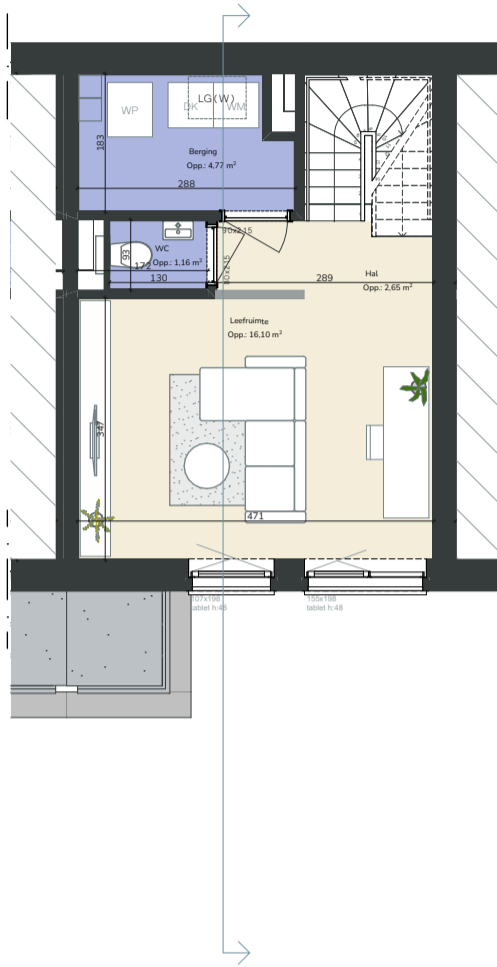 LG(W)
WP
DK
WM
183
Berging
Opp.: 4,77 m²
288
90x215
80x215
WC
Opp.: 1,16 m²
93
172
130
289
Hal
Opp.: 2,65 m²
Leefruimte
Opp.: 16,10 m²
347
471
107x198
tablet h:48
155x198
tablet h:48